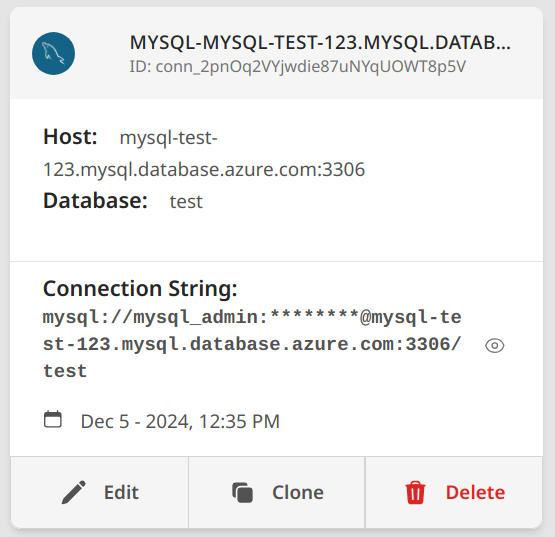 MYSQL-MYSQL-TEST-123.MYSQL.DATAB...
ID: conn_2pnOq2VYjwdie87uNYqUOWT8p5V
Host: mysql-test-
123.mysql.database.azure.com:3306
Database: test
Connection String:
mysql://mysql_admin:********@mysql-te
st-123.mysql.database.azure.com:3306/
test
Dec 5 - 2024, 12:35 PM
Edit Clone Delete